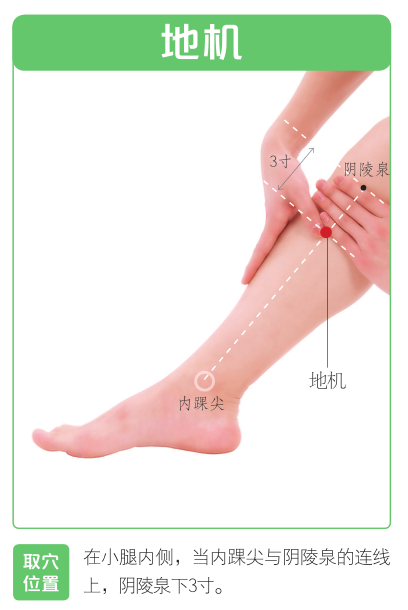 地机
3寸
阴陵泉
地机
内踝尖
取穴
位置
在小腿内侧，当内踝尖与阴陵泉的连线
上，阴陵泉下3寸。